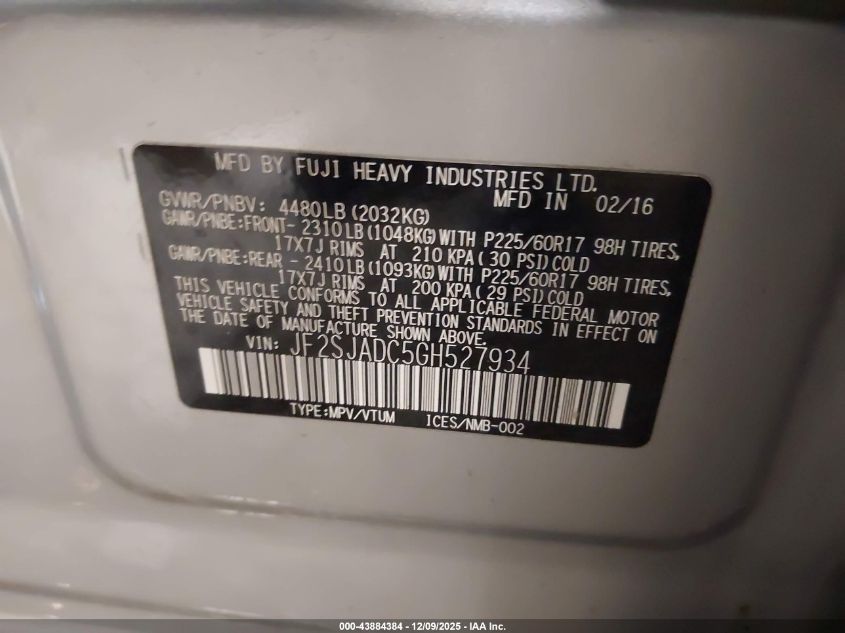 MFD BY FUJI HEAVY INDUSTRIES LTD.
MFD IN 02/16
GVWR/PNBV: 4480LB(2032KG)
GAWR/PNBE:FRONT- 2310LB(1048KG)WITH P225/60R17 98H TIRES,
17X7J RIMS AT 210 KPA( 30 PSI)COLD
GAWR/PNBE:REAR - 2410LB(1093KG)WITH P225/60R17 98H TIRES,
17X7J RIMS AT 200 KPA( 29 PSI)COLD
THIS VEHICLE CONFORMS TO ALL APPLICABLE FEDERAL MOTOR
VEHICLE SAFETY AND THEFT PREVENTION STANDARDS IN EFFECT ON
THE DATE OF MANUFACTURE SHOWN ABOVE.
VIN: JF2SJADC5GH527934
TYPE:MPV/VTUM ICES/NMB-002
000-43884384 - 12/09/2025 - IAA Inc.